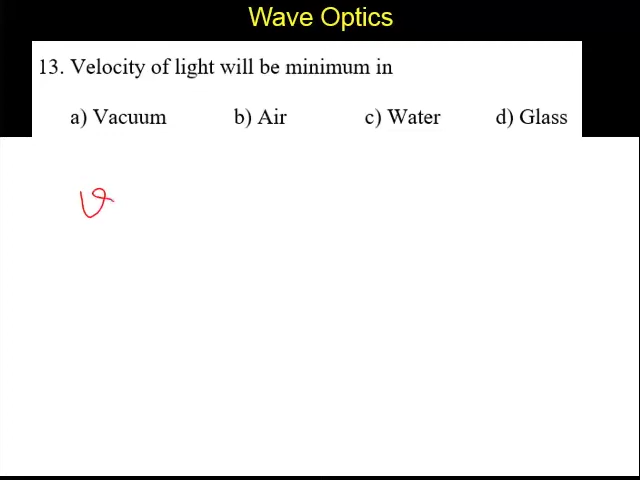 Wave Optics
13. Velocity of light will be minimum in
a) Vacuum b) Air c) Water d) Glass
v